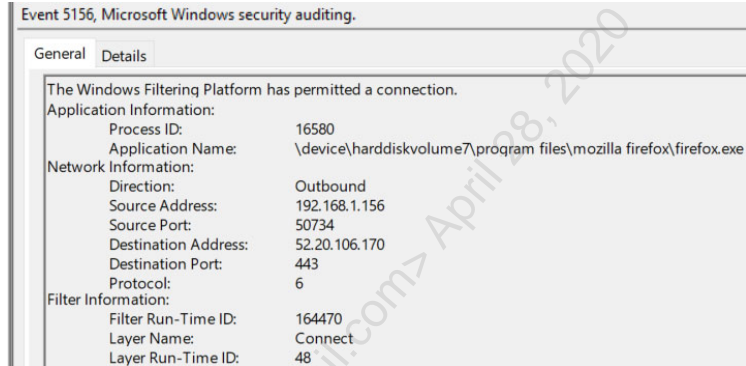 Event 5156, Microsoft Windows security auditing.
General Details
The Windows Filtering Platform has permitted a connection.
Application Information:
Process ID: 16580
Application Name: \device\harddiskvolume7\program files\mozilla firefox\firefox.exe
Network Information:
Direction: Outbound
Source Address: 192.168.1.156
Source Port: 50734
Destination Address: 52.20.106.170
Destination Port: 443
Protocol: 6
Filter Information:
Filter Run-Time ID: 164470
Layer Name: Connect
Layer Run-Time ID: 48
il.com> April 28, 2020